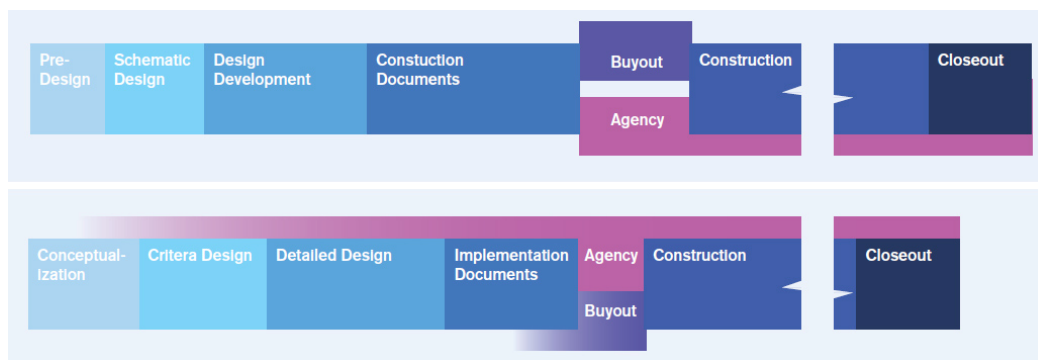 Pre-
Design
Schematic
Design
Design
Development
Constuction
Documents
Buyout
Agency
Construction
Closeout
Conceptual-
ization
Critera Design
Detailed Design
Implementation
Documents
Agency
Buyout
Construction
Closeout